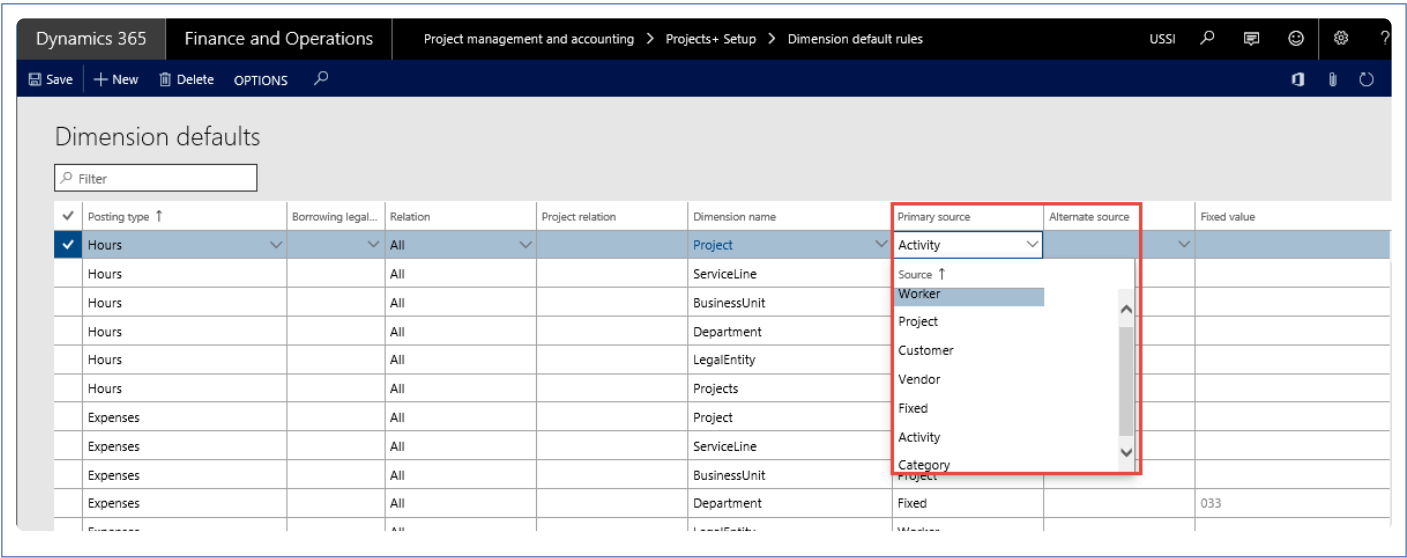 Dynamics 365 Finance and Operations Project management and accounting > Projects+ Setup > Dimension default rules USSI ?
Save + New Delete OPTIONS
Dimension defaults
Filter
Posting type ↑ Borrowing legal... Relation Project relation Dimension name Primary source Alternate source Fixed value
Hours All Project Activity
Hours All ServiceLine Source ↑
Hours All BusinessUnit Worker
Hours All Department Project
Hours All LegalEntity Customer
Hours All Projects Vendor
Expenses All Project Fixed
Expenses All ServiceLine Activity
Expenses All BusinessUnit Category
Project
Expenses All Department Fixed 033
Expenses All LegalEntity Worker